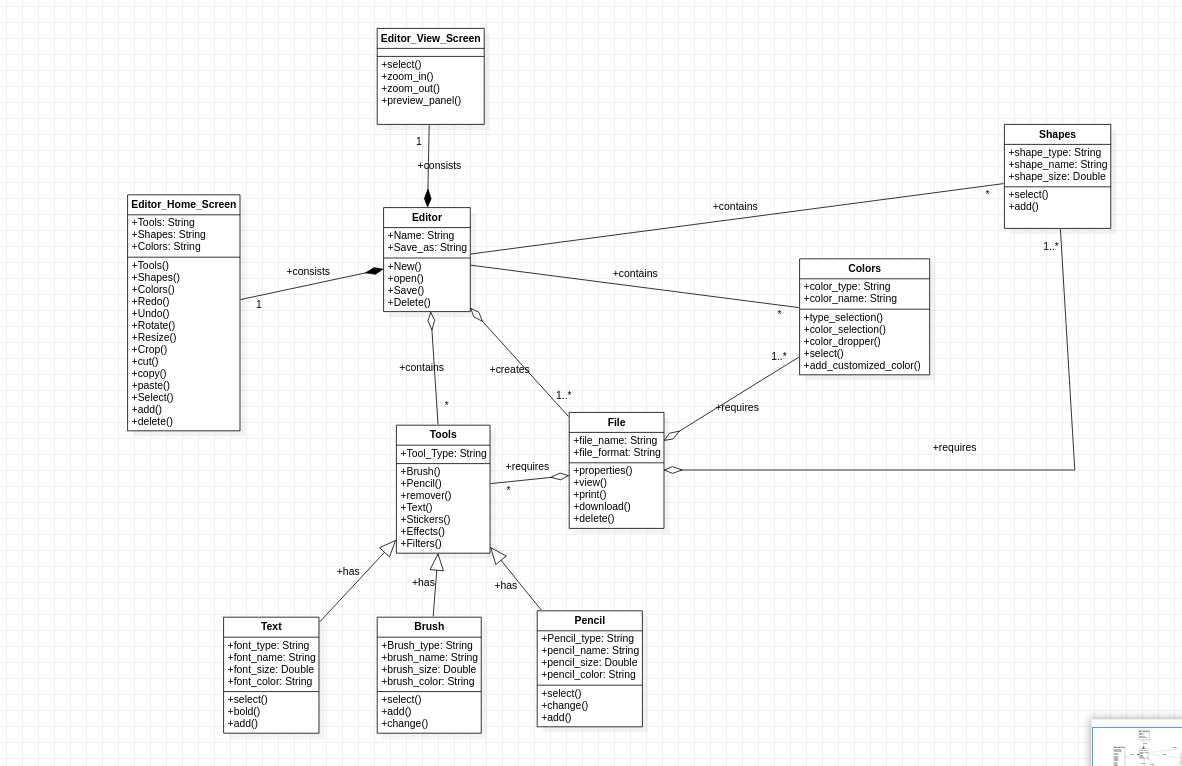 Editor_View_Screen
+select()
+zoom_in()
+zoom_out()
+preview_panel()
1
+consists
Editor_Home_Screen
+Tools: String
+Shapes: String
+Colors: String
+Tools()
+Shapes()
+Colors()
+Redo()
+Undo()
+Rotate()
+Resize()
+Crop()
+cut()
+copy()
+paste()
+Select()
+add()
+delete()
+consists
1
Editor
+Name: String
+Save_as: String
+New()
+open()
+Save()
+Delete()
+contains
*
Shapes
+shape_type: String
+shape_name: String
+shape_size: Double
+select()
+add()
1..*
+contains
*
Colors
+color_type: String
+color_name: String
+type_selection()
+color_selection()
+color_dropper()
+select()
+add_customized_color()
1..*
+requires
+contains
*
+creates
1..*
File
+file_name: String
+file_format: String
+properties()
+view()
+print()
+download()
+delete()
+requires
+requires
*
Tools
+Tool_Type: String
+Brush()
+Pencil()
+remover()
+Text()
+Stickers()
+Effects()
+Filters()
+has
+has
+has
Text
+font_type: String
+font_name: String
+font_size: Double
+font_color: String
+select()
+bold()
+add()
Brush
+Brush_type: String
+brush_name: String
+brush_size: Double
+brush_color: String
+select()
+add()
+change()
Pencil
+Pencil_type: String
+pencil_name: String
+pencil_size: Double
+pencil_color: String
+select()
+change()
+add()